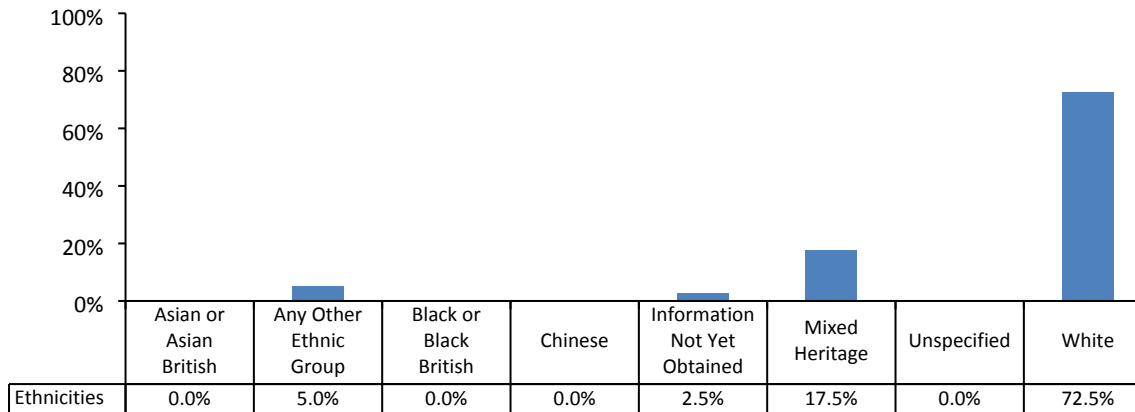 100%
80%
60%
40%
20%
0%
Asian or
Asian
British
Any Other
Ethnic
Group
Black or
Black
British
Chinese
Information
Not Yet
Obtained
Mixed
Heritage
Unspecified
White
Ethnicities 0.0% 5.0% 0.0% 0.0% 2.5% 17.5% 0.0% 72.5%